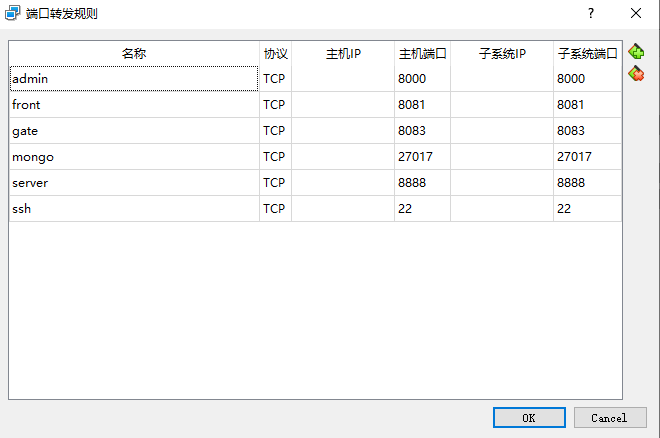 端口转发规则
?
名称 协议 主机IP 主机端口 子系统IP 子系统端口
admin TCP 8000 8000
front TCP 8081 8081
gate TCP 8083 8083
mongo TCP 27017 27017
server TCP 8888 8888
ssh TCP 22 22
OK Cancel